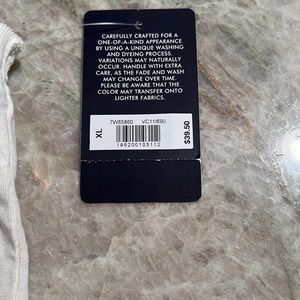 CAREFULLY CRAFTED FOR A
ONE-OF-A-KIND APPEARANCE
BY USING A UNIQUE WASHING
AND DYEING PROCESS.
VARIATIONS MAY NATURALLY
OCCUR. HANDLE WITH EXTRA
CARE, AS THE FADE AND WASH
MAY CHANGE OVER TIME.
PLEASE BE AWARE THAT THE
COLOR MAY TRANSFER ONTO
LIGHTER FABRICS.
XL
7W85860 VC11/690
196200103112
$39.50